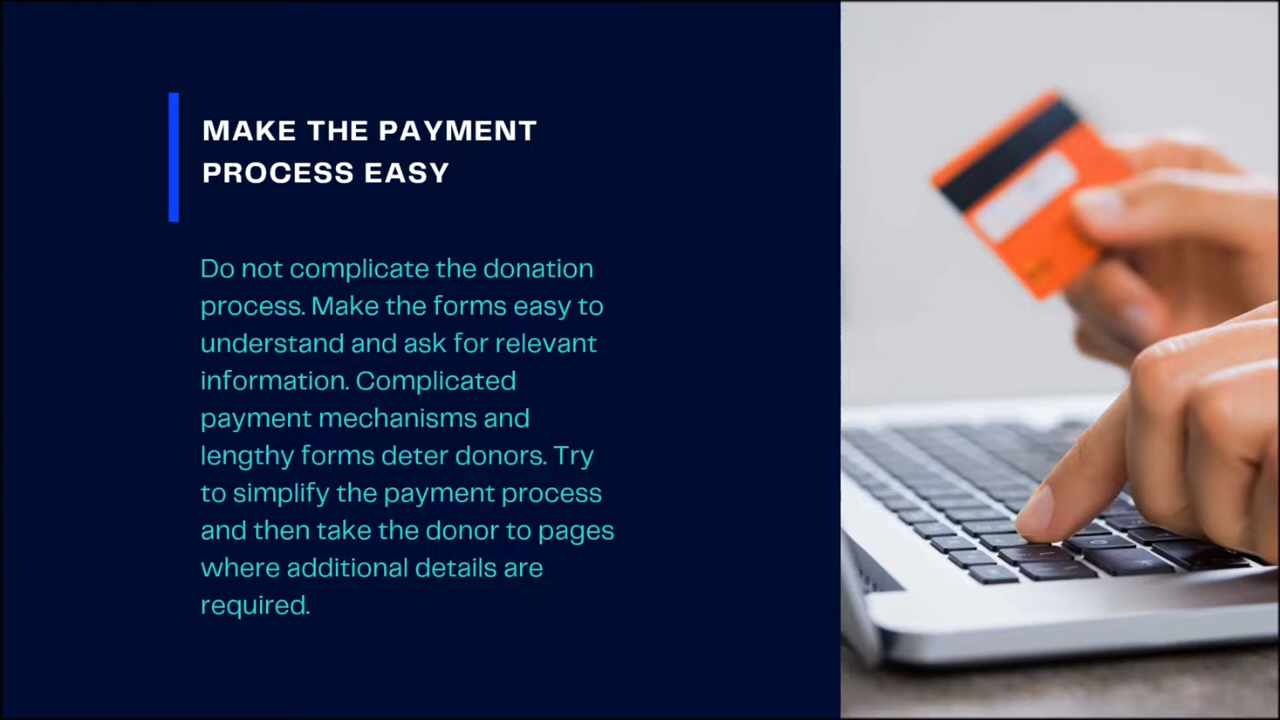 MAKE THE PAYMENT
PROCESS EASY
Do not complicate the donation
process. Make the forms easy to
understand and ask for relevant
information. Complicated
payment mechanisms and
lengthy forms deter donors. Try
to simplify the payment process
and then take the donor to pages
where additional details are
required.